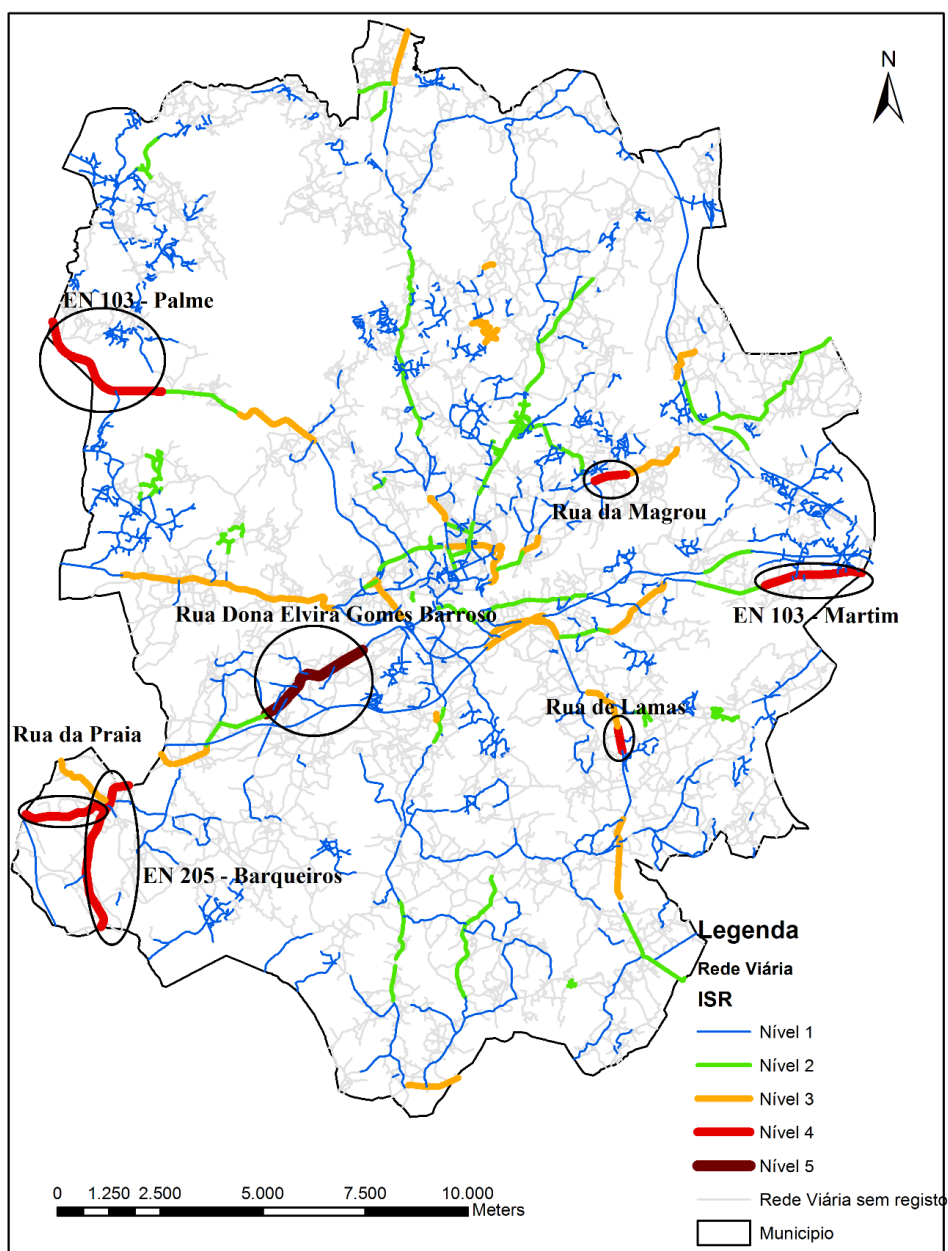 N
EN 103 - Palme
Rua da Magrou
EN 103 - Martim
Rua Dona Elvira Gomes Barroso
Rua de Lamas
Rua da Praia
EN 205 - Barqueiros
Legenda
Rede Viária
ISR
Nível 1
Nível 2
Nível 3
Nível 4
Nível 5
Rede Viária sem registo
Municipio
0 1.250 2.500 5.000 7.500 10.000
Meters